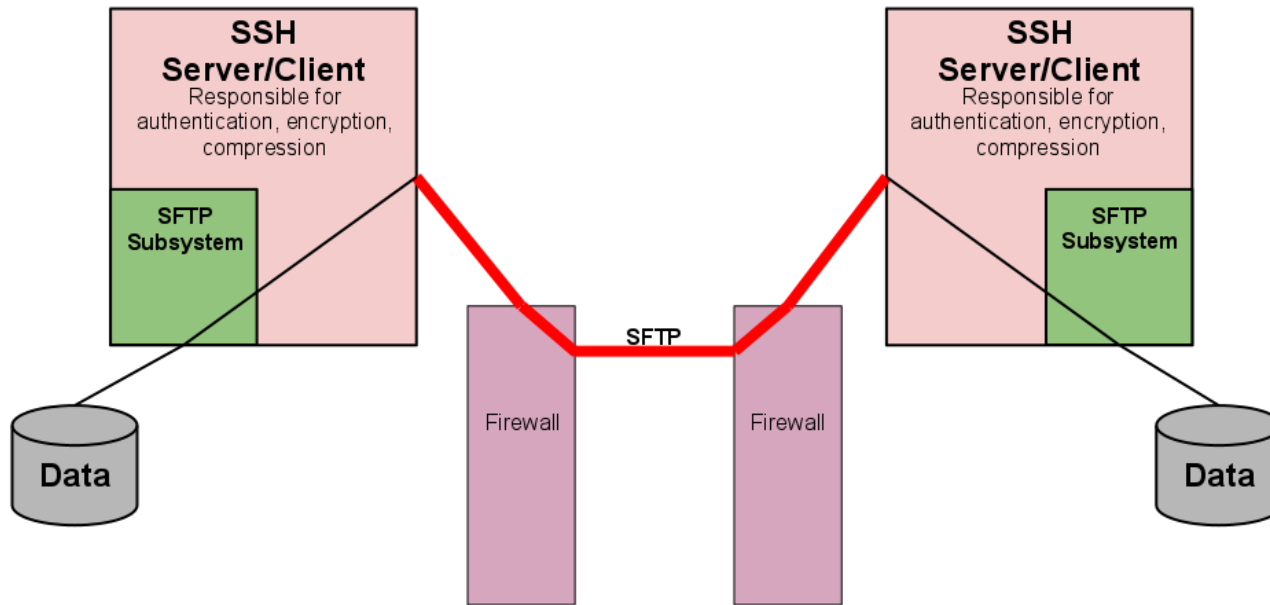 SSH
Server/Client
Responsible for
authentication, encryption,
compression
SFTP
Subsystem
Data
SSH
Server/Client
Responsible for
authentication, encryption,
compression
SFTP
Subsystem
Data
SFTP
Firewall
Firewall